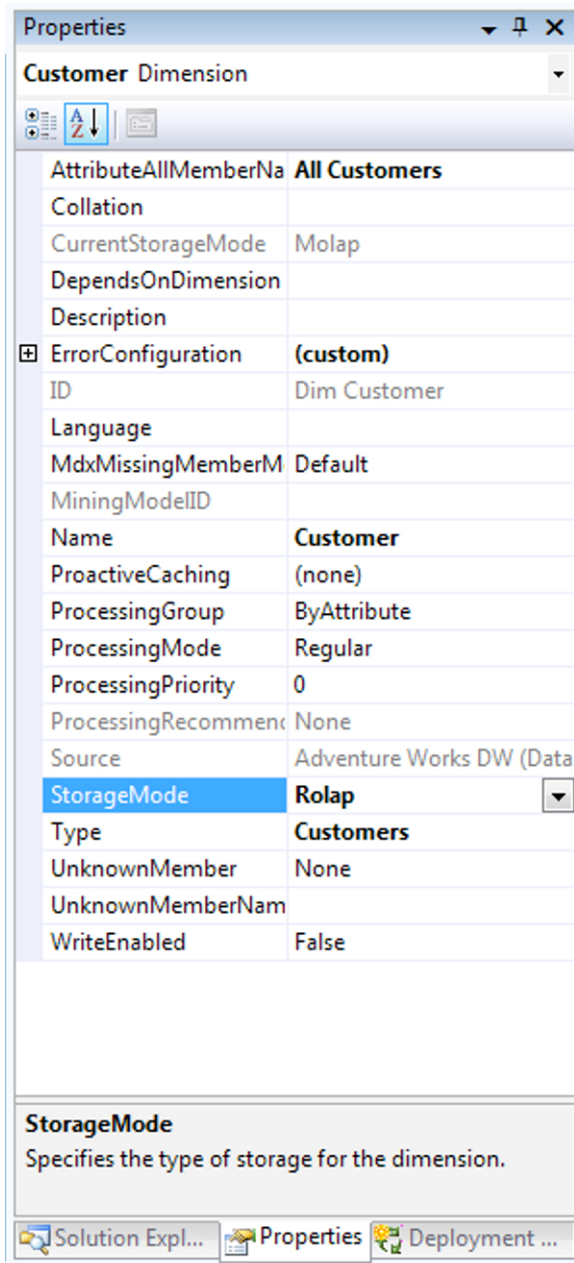 Properties
Customer Dimension
AttributeAllMemberNa All Customers
Collation
CurrentStorageMode Molap
DependsOnDimension
Description
ErrorConfiguration (custom)
ID Dim Customer
Language
MdxMissingMemberM Default
MiningModelID
Name Customer
ProactiveCaching (none)
ProcessingGroup ByAttribute
ProcessingMode Regular
ProcessingPriority 0
ProcessingRecommend None
Source Adventure Works DW (Data
StorageMode Rolap
Type Customers
UnknownMember None
UnknownMemberNam
WriteEnabled False
StorageMode
Specifies the type of storage for the dimension.
Solution Expl... Properties Deployment ...